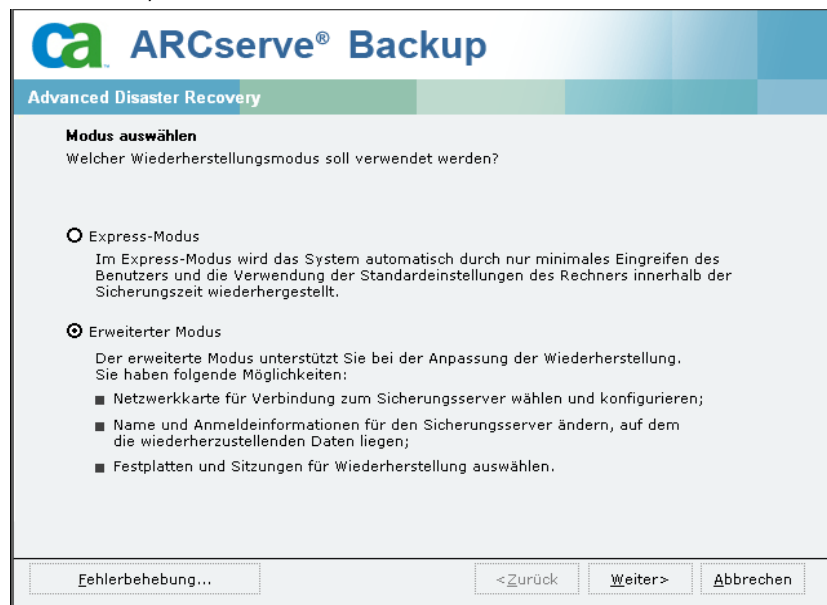 ca ARCserve® Backup
Advanced Disaster Recovery
Modus auswählen
Welcher Wiederherstellungsmodus soll verwendet werden?
Express-Modus
Im Express-Modus wird das System automatisch durch nur minimales Eingreifen des
Benutzers und die Verwendung der Standardeinstellungen des Rechners innerhalb der
Sicherungszeit wiederhergestellt.
Erweiterter Modus
Der erweiterte Modus unterstützt Sie bei der Anpassung der Wiederherstellung.
Sie haben folgende Möglichkeiten:
Netzwerkkarte für Verbindung zum Sicherungsserver wählen und konfigurieren;
Name und Anmeldeinformationen für den Sicherungsserver ändern, auf dem
die wiederherzustellenden Daten liegen;
Festplatten und Sitzungen für Wiederherstellung auswählen.
Fehlerbehebung... <Zurück Weiter> Abbrechen